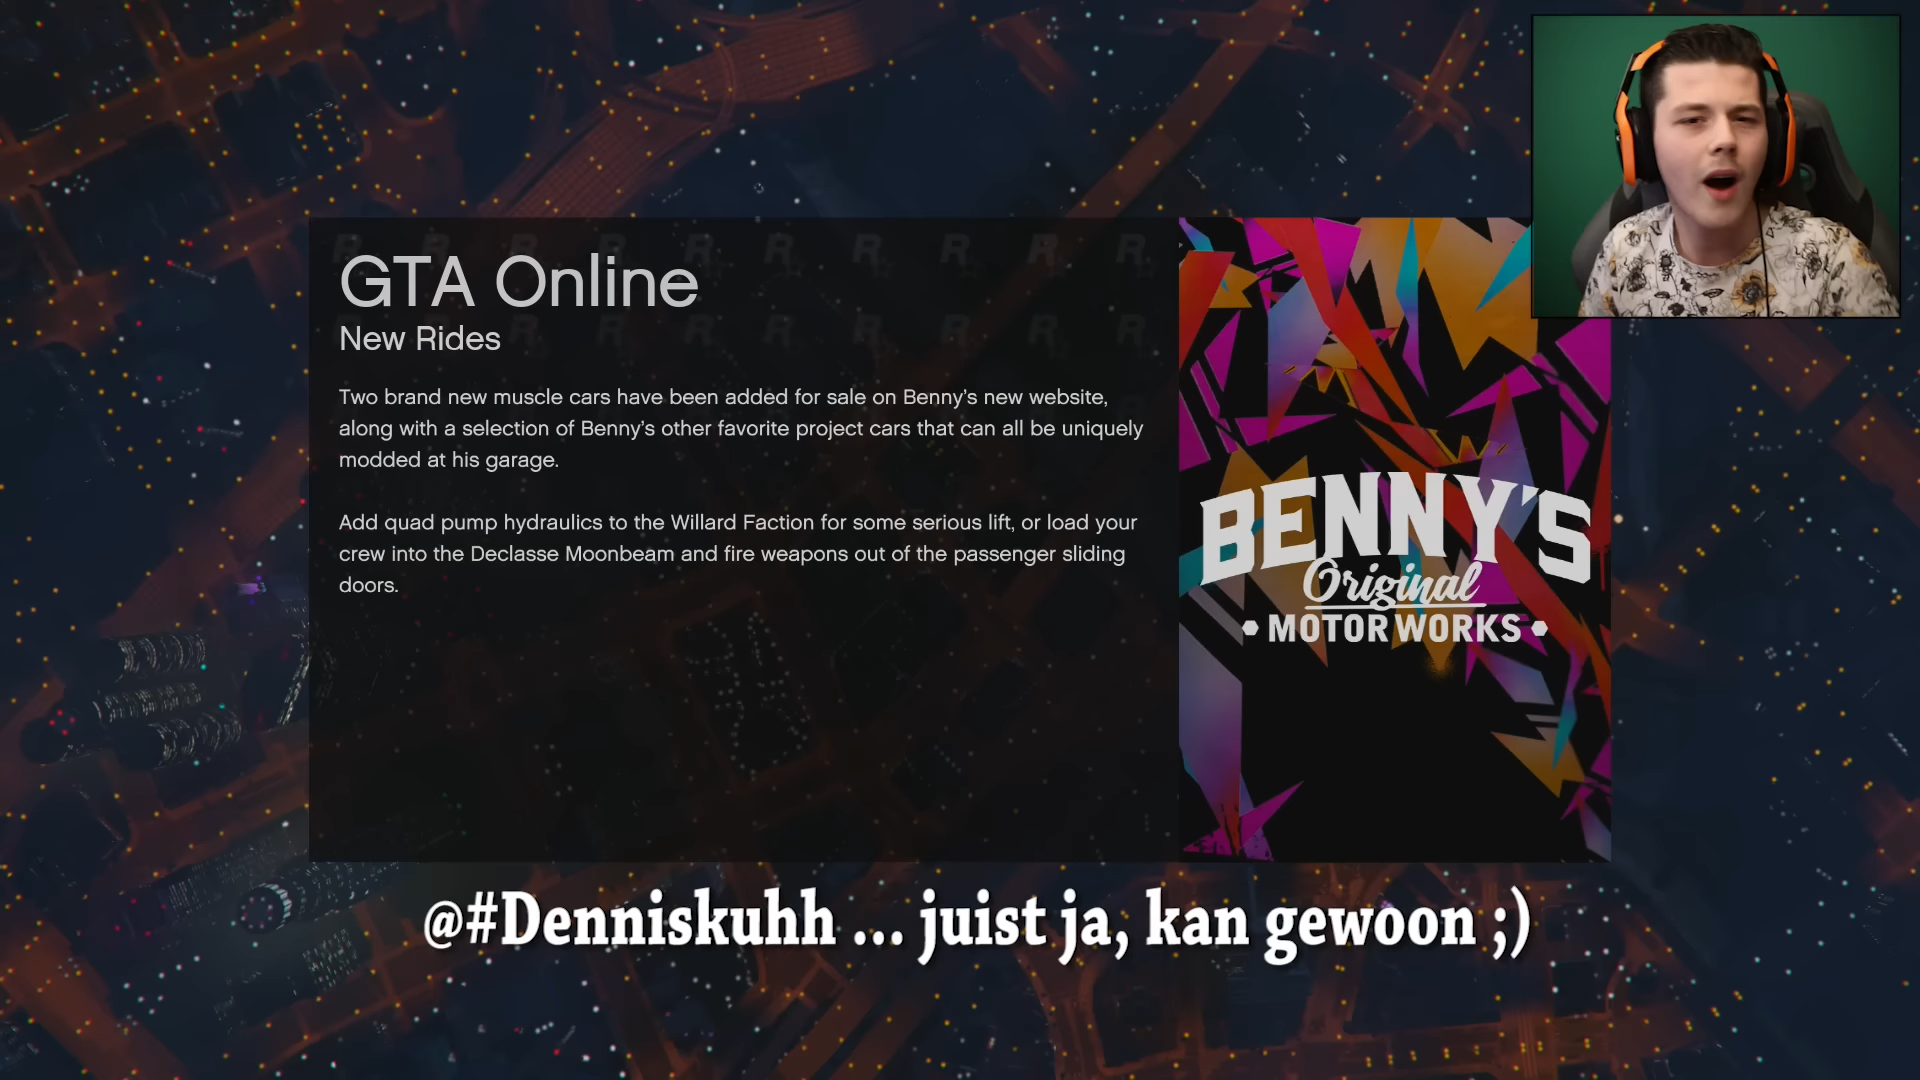 GTA Online
New Rides
Two brand new muscle cars have been added for sale on Benny's new website,
along with a selection of Benny's other favorite project cars that can all be uniquely
modded at his garage.
Add quad pump hydraulics to the Willard Faction for some serious lift, or load your
crew into the Declasse Moonbeam and fire weapons out of the passenger sliding
doors.
BENNY'S
Original
MOTOR WORKS
@#Denniskuhh ... juist ja, kan gewoon ;)